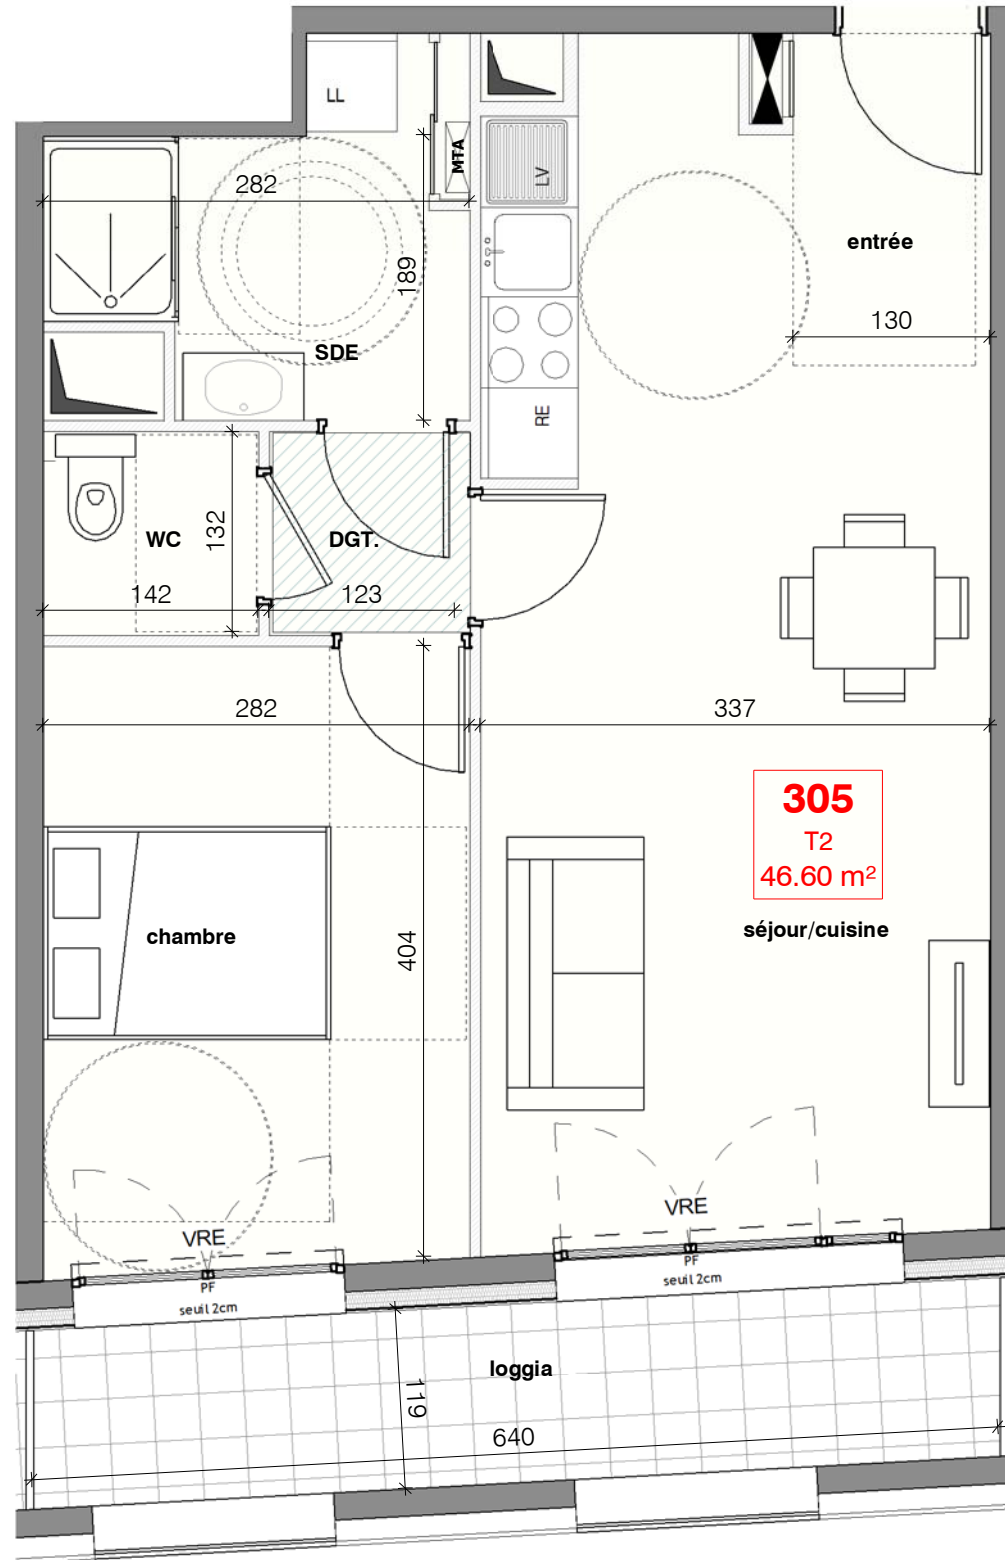 LL
MTA
282
LV
189
entrée
130
SDE
RE
WC
132
DGT.
142
123
282
337
305
T2
46.60 m²
séjour/cuisine
chambre
404
VRE
PF
seuil 2cm
VRE
PF
seuil 2cm
loggia
119
640